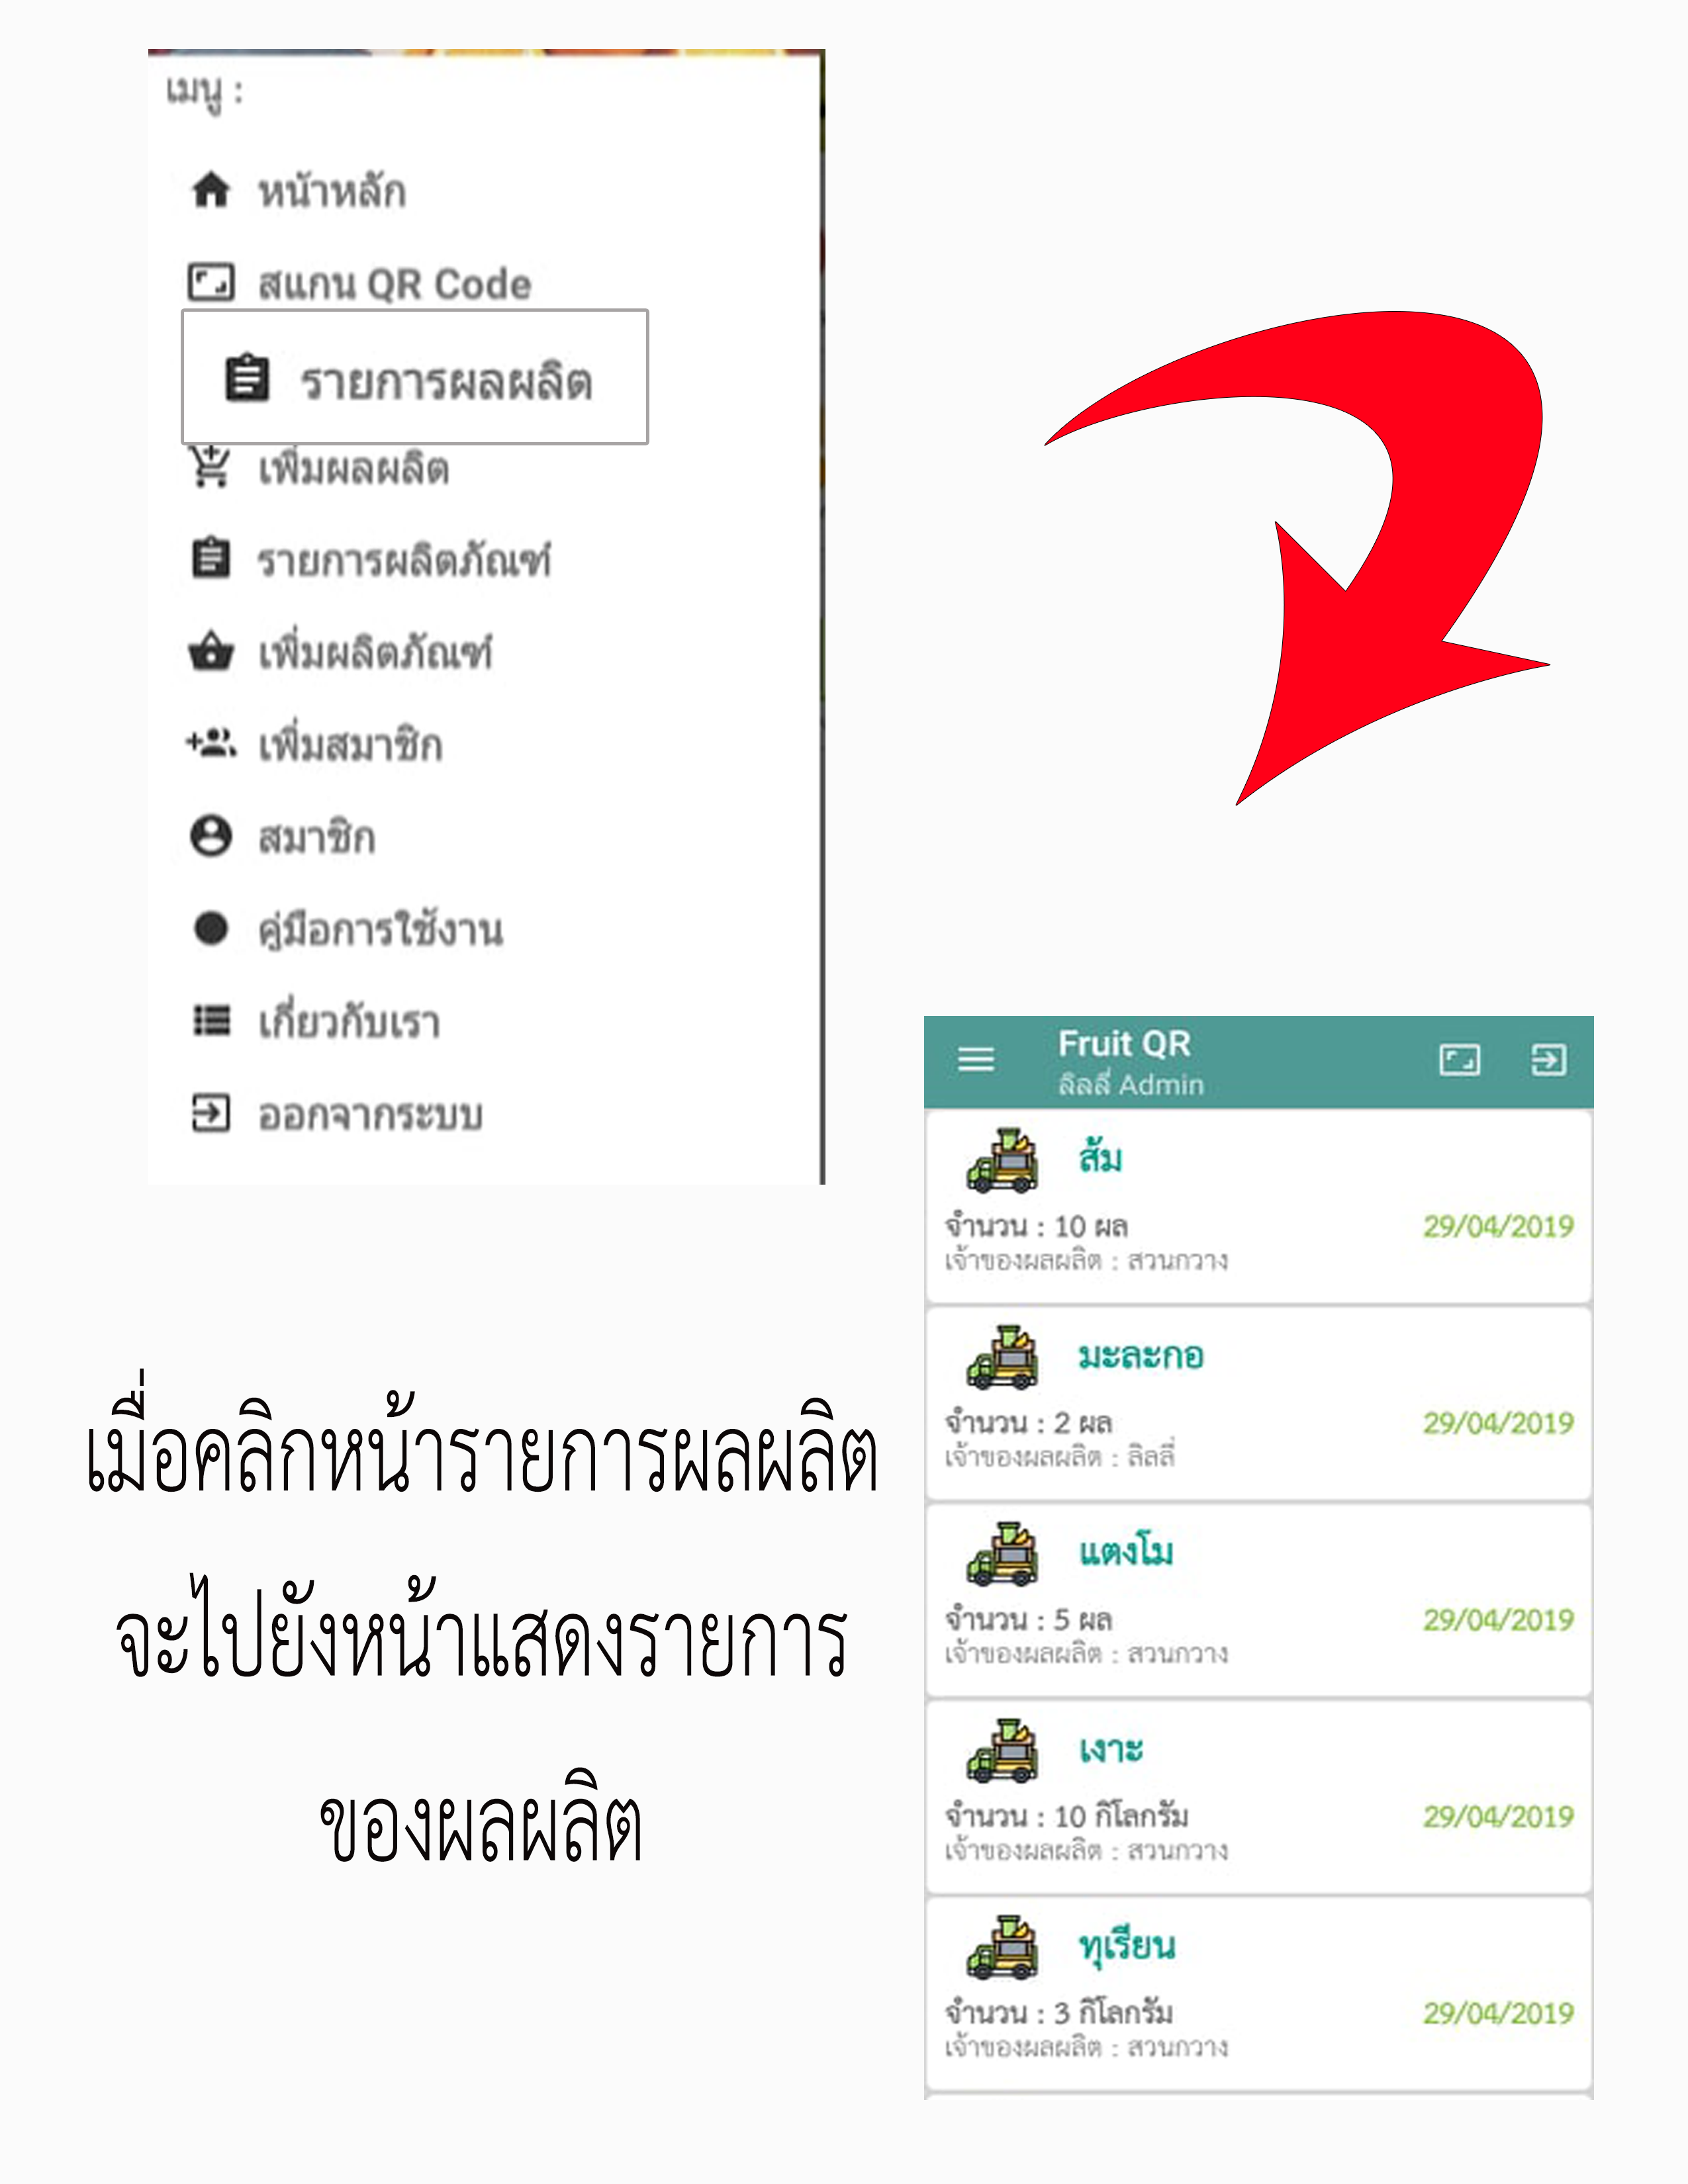 เมนู :
หน้าหลัก
สแกน QR Code
รายการผลผลิต
เพิ่มผลผลิต
รายการผลิตภัณฑ์
เพิ่มผลิตภัณฑ์
เพิ่มสมาชิก
สมาชิก
คู่มือการใช้งาน
เกี่ยวกับเรา
ออกจากระบบ
เมื่อคลิกหน้ารายการผลผลิต
จะไปยังหน้าแสดงรายการ
ของผลผลิต
Fruit QR
ลิลลี่ Admin
ส้ม
จำนวน : 10 ผล 29/04/2019
เจ้าของผลผลิต : สวนกวาง
มะละกอ
จำนวน : 2 ผล 29/04/2019
เจ้าของผลผลิต : ลิลลี่
แตงโม
จำนวน : 5 ผล 29/04/2019
เจ้าของผลผลิต : สวนกวาง
เงาะ
จำนวน : 10 กิโลกรัม 29/04/2019
เจ้าของผลผลิต : สวนกวาง
ทุเรียน
จำนวน : 3 กิโลกรัม 29/04/2019
เจ้าของผลผลิต : สวนกวาง